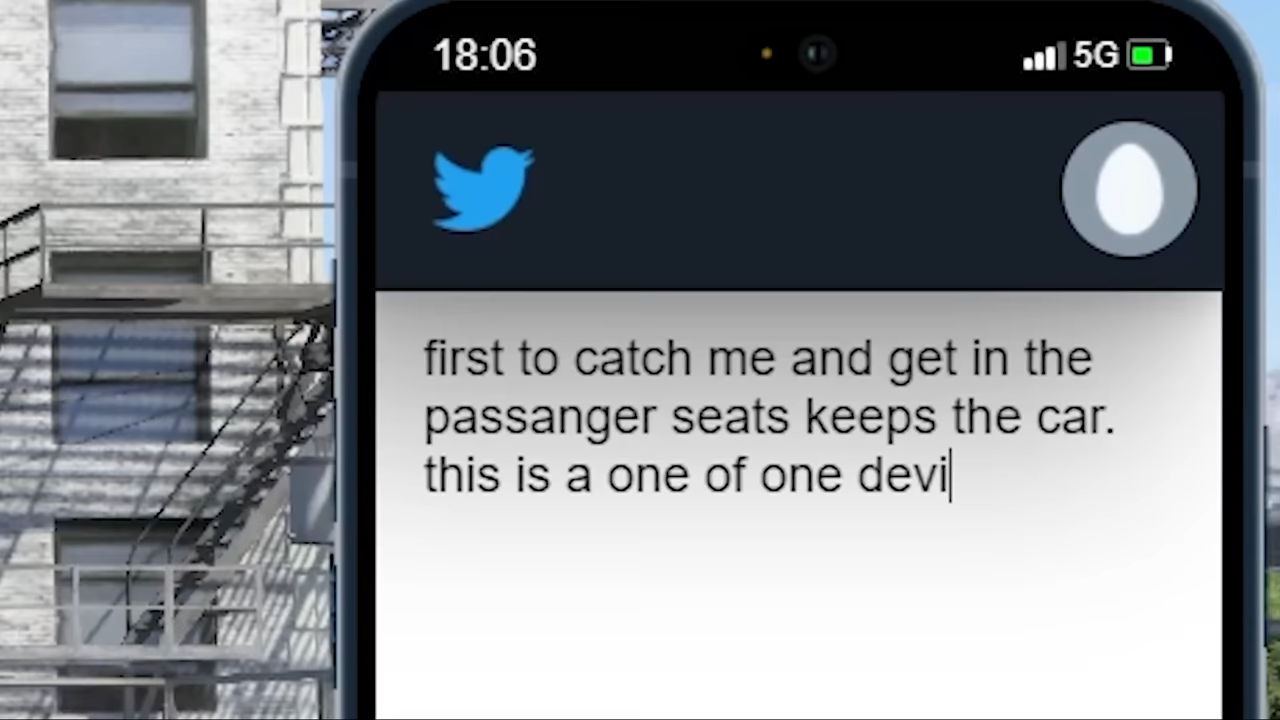 18:06
5G
first to catch me and get in the
passanger seats keeps the car.
this is a one of one devi